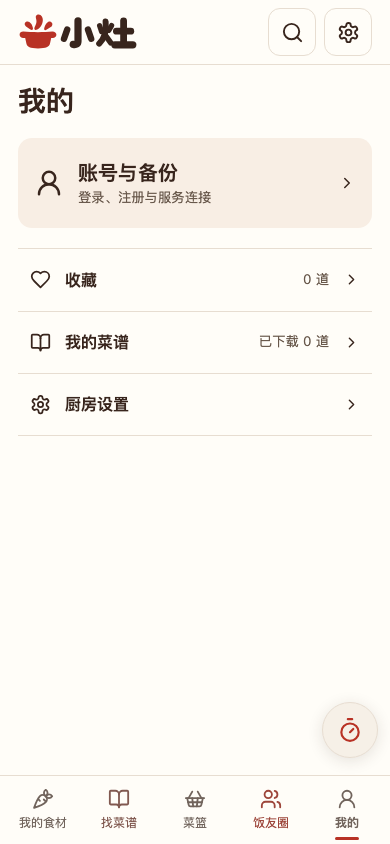 小灶
我的
账号与备份
登录、注册与服务连接
收藏 0 道
我的菜谱 已下载 0 道
厨房设置
我的食材 找菜谱 菜篮 饭友圈 我的